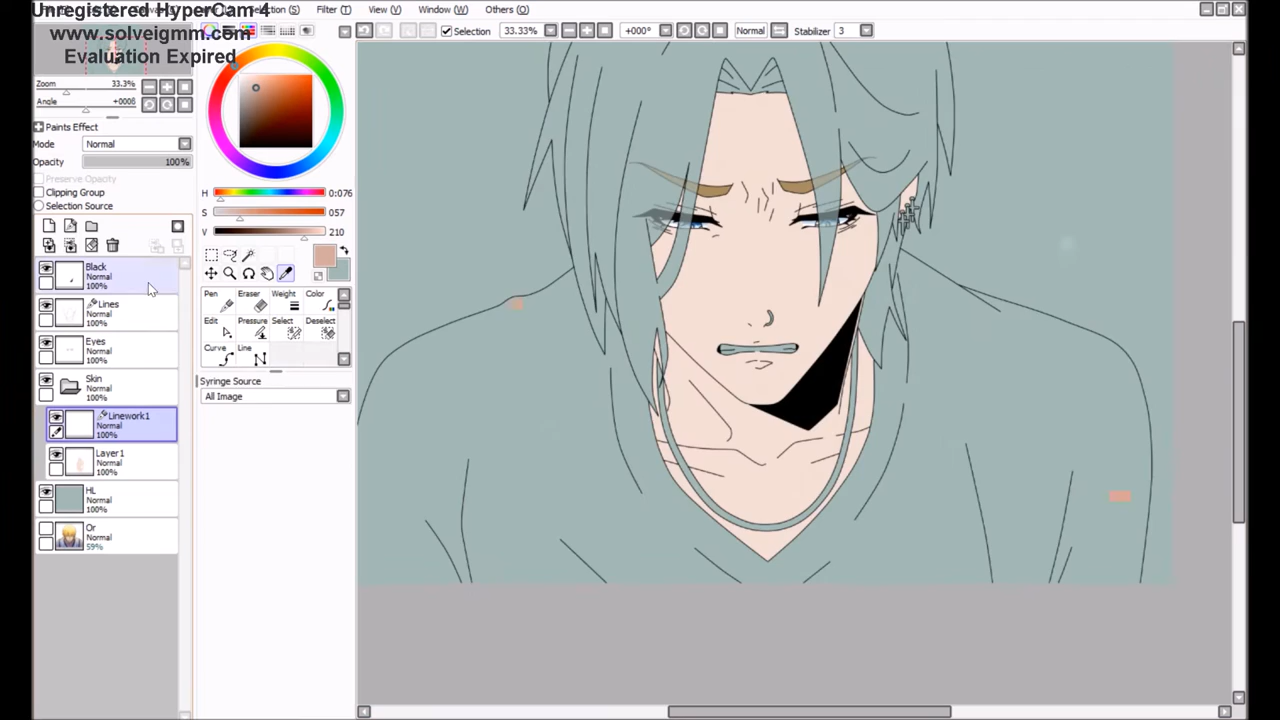 Unregistered HyperCam 4
www.solveigmm.com
Evaluation Expired
Selection (S)
Filter (T)
View (V)
Window (W)
Others (O)
Selection
33.33%
+000°
Normal
Stabilizer
3
Zoom
33.3%
Angle
+0006
Paints Effect
Mode
Normal
Opacity
100%
Preserve Opacity
Clipping Group
Selection Source
H
0:076
S
057
V
210
Black
Normal
100%
Lines
Normal
100%
Eyes
Normal
100%
Skin
Normal
100%
Linework1
Normal
100%
Layer1
Normal
100%
HL
Normal
100%
Or
Normal
59%
Pen
Eraser
Weight
Color
Edit
Pressure
Select
Deselect
Curve
Line
Syringe Source
All Image